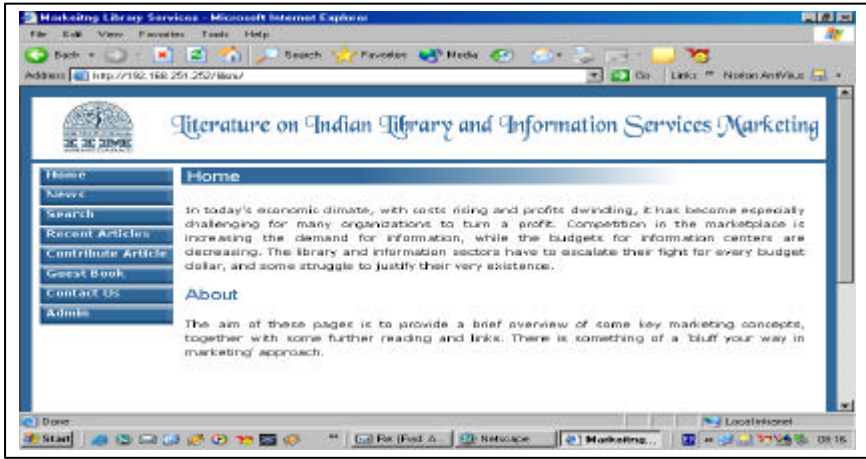 Markeitng Library Services - Microsoft Internet Explorer
File Edit View Favorites Tools Help
Back Search Favorites Media
Address http://192.168.251.252/ Go Links Norton AntiVirus
Literature on Indian Library and Information Services Marketing
Home
News
Search
Recent Articles
Contribute Article
Guest Book
Contact Us
Admin
Home
In today's economic climate, with costs rising and profits dwindling, it has become especially
challenging for many organizations to turn a profit. Competition in the marketplace is
increasing the demand for information, while the budgets for information centers are
decreasing. The library and information sectors have to escalate their fight for every budget
dollar, and some struggle to justify their very existence.
About
The aim of these pages is to provide a brief overview of some key marketing concepts,
together with some further reading and links. There is something of a 'bluff your way in
marketing' approach.
Done Local intranet
Start Re: [Fwd: A... Netscape Markeitng... 09:16